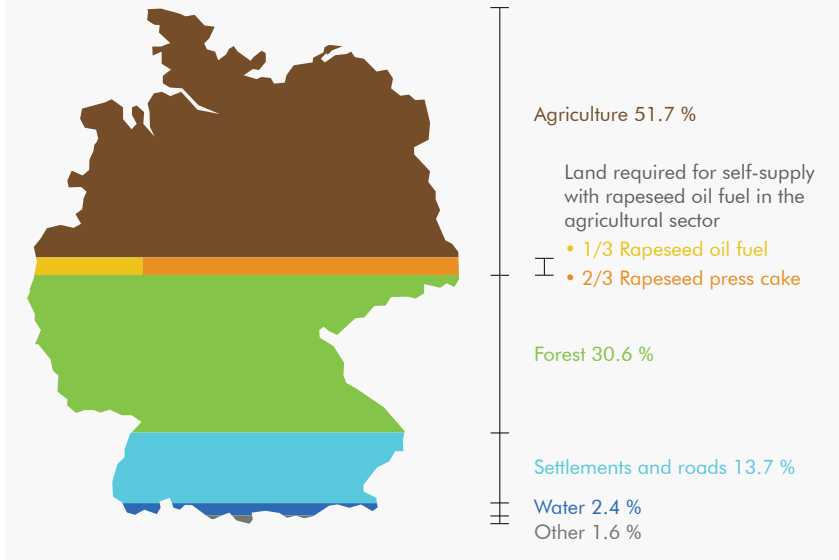 Agriculture 51.7 %
Land required for self-supply
with rapeseed oil fuel in the
agricultural sector
• 1/3 Rapeseed oil fuel
• 2/3 Rapeseed press cake
Forest 30.6 %
Settlements and roads 13.7 %
Water 2.4 %
Other 1.6 %